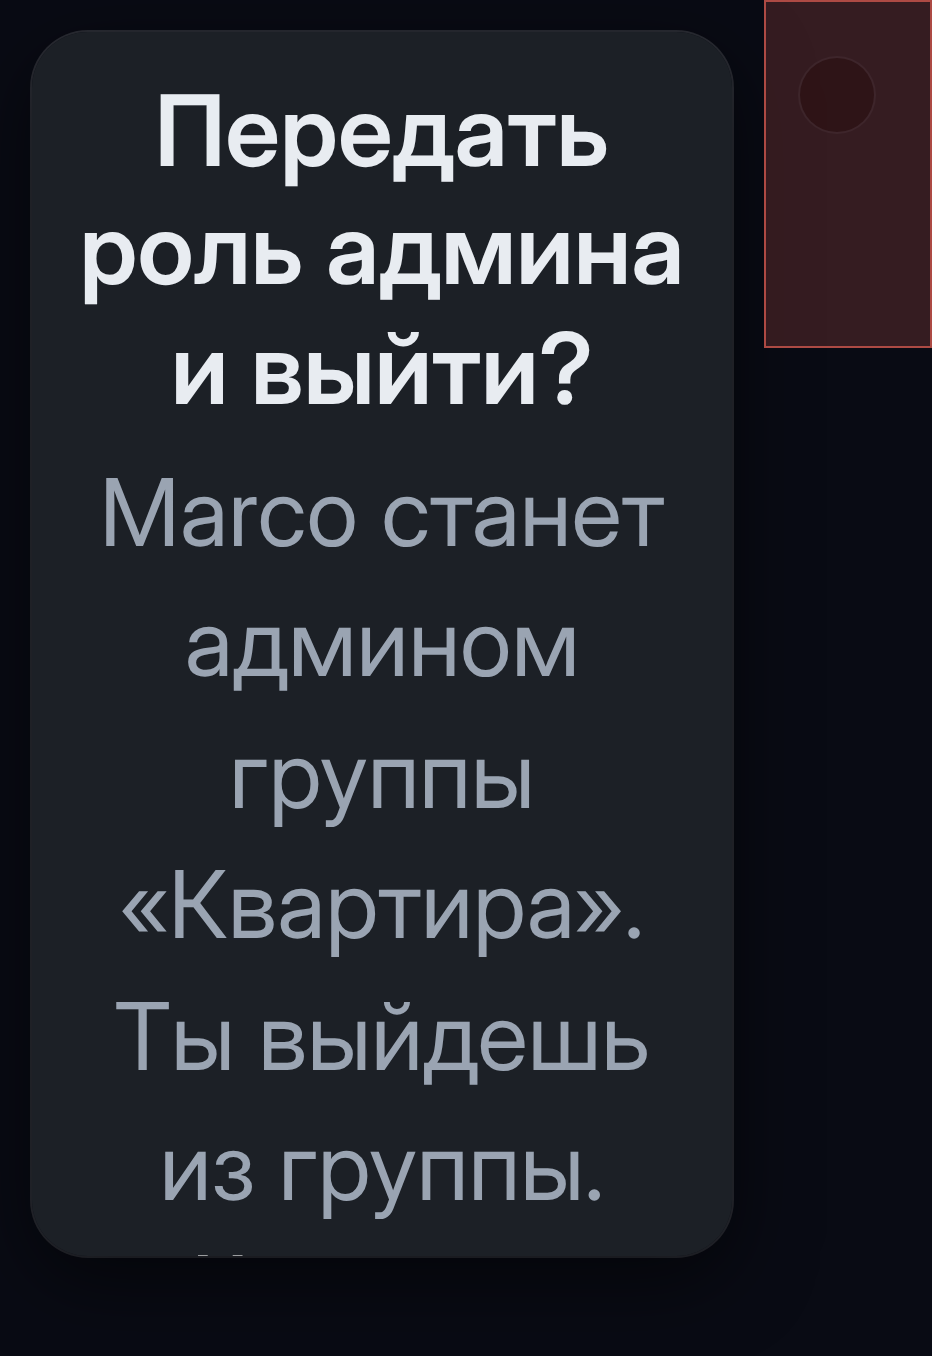 Передать
роль админа
и выйти?
Marco станет
админом
группы
«Квартира».
Ты выйдешь
из группы.